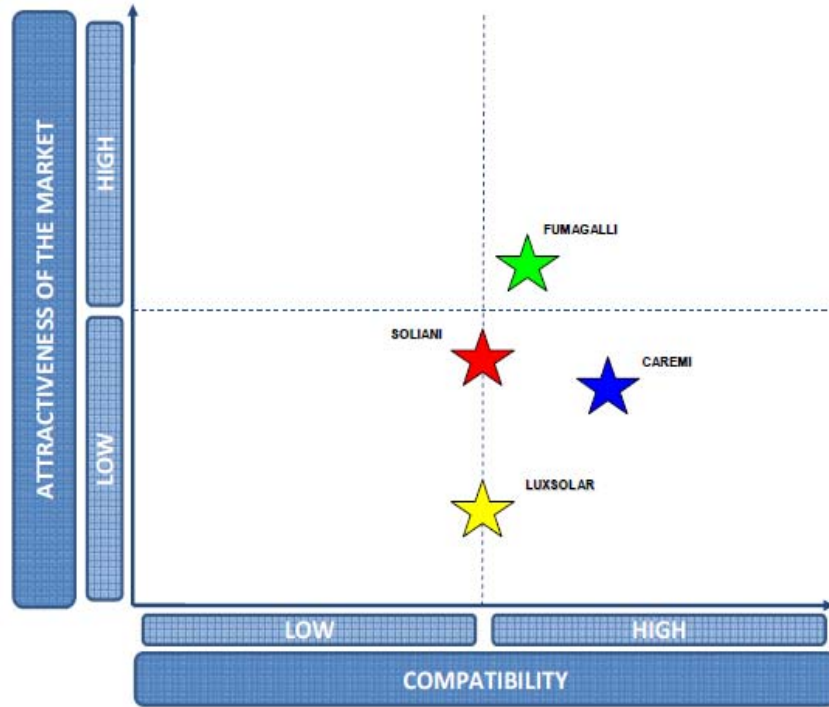 ATTRACTIVENESS OF THE MARKET
HIGH
LOW
FUMAGALLI
SOLIANI
CAREMI
LUXSOLAR
LOW
HIGH
COMPATIBILITY